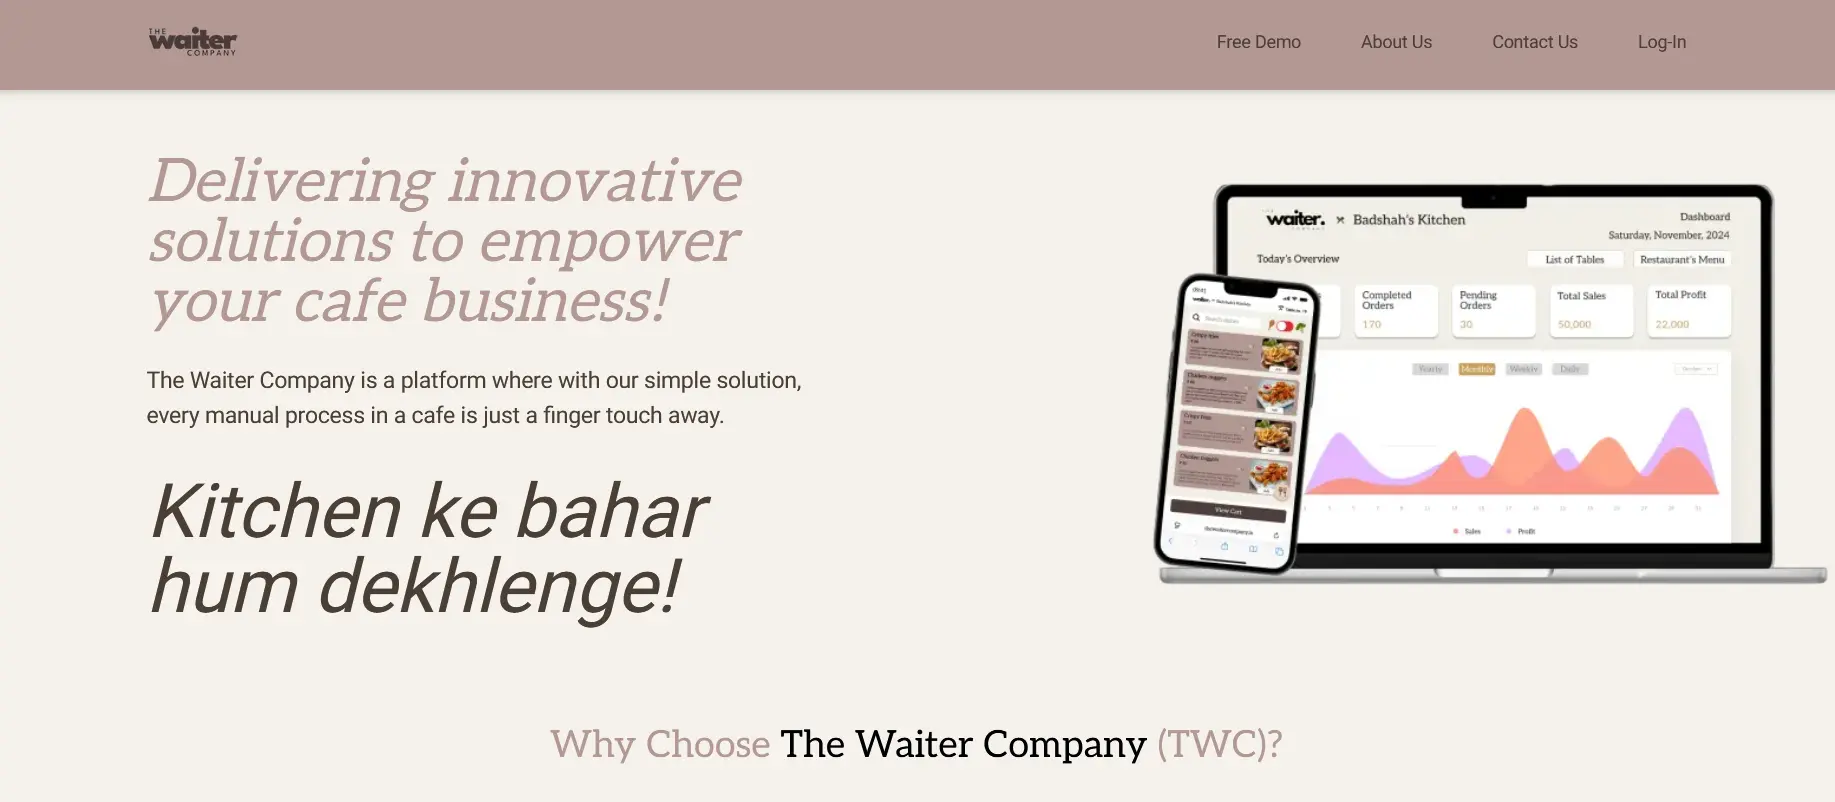 THE
waiter
COMPANY
Free Demo
About Us
Contact Us
Log-In
Delivering innovative
solutions to empower
your cafe business!
The Waiter Company is a platform where with our simple solution,
every manual process in a cafe is just a finger touch away.
Kitchen ke bahar
hum dekhlenge!
waiter.
Badshah's Kitchen
Dashboard
Saturday, November, 2024
Today's Overview
List of Tables
Restaurant's Menu
Completed
Orders
170
Pending
Orders
30
Total Sales
50,000
Total Profit
22,000
Monthly
Weekly
Daily
Sales
Profit
View Cart
Why Choose The Waiter Company (TWC)?